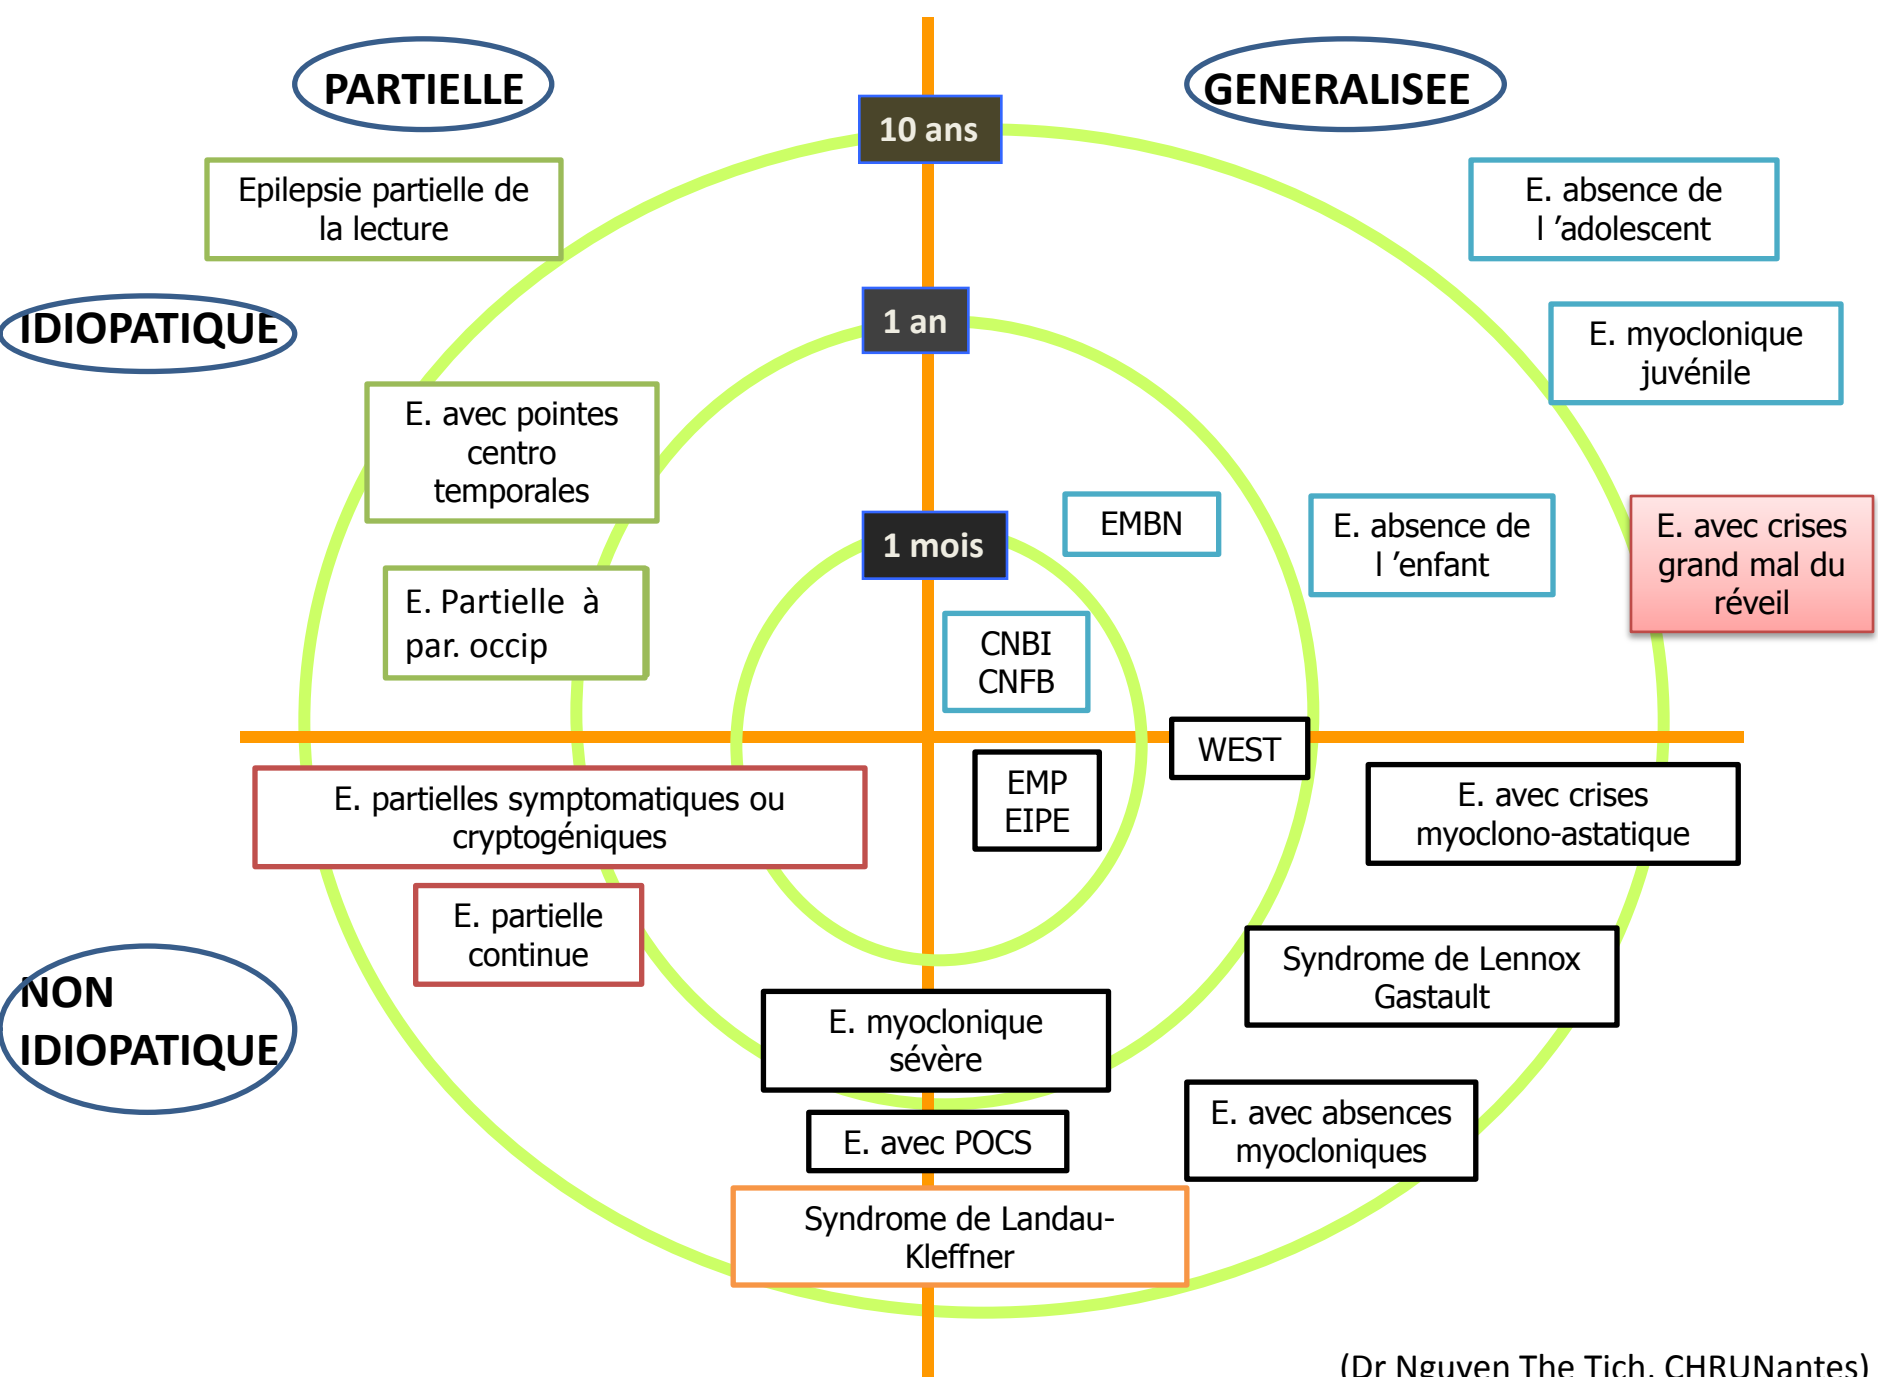 PARTIELLE
GENERALISEE
10 ans
Epilepsie partielle de
la lecture
E. absence de
l ’adolescent
IDIOPATIQUE
1 an
E. myoclonique
juvénile
E. avec pointes
centro
temporales
1 mois
EMBN
E. absence de
l ’enfant
E. avec crises
grand mal du
réveil
E. Partielle à
par. occip
CNBI
CNFB
WEST
E. partielles symptomatiques ou
cryptogéniques
EMP
EIPE
E. avec crises
myoclono-astatique
E. partielle
continue
Syndrome de Lennox
Gastault
NON
IDIOPATIQUE
E. myoclonique
sévère
E. avec POCS
E. avec absences
myocloniques
Syndrome de Landau-
Kleffner
(Dr Nguyen The Tich, CHRUNantes)